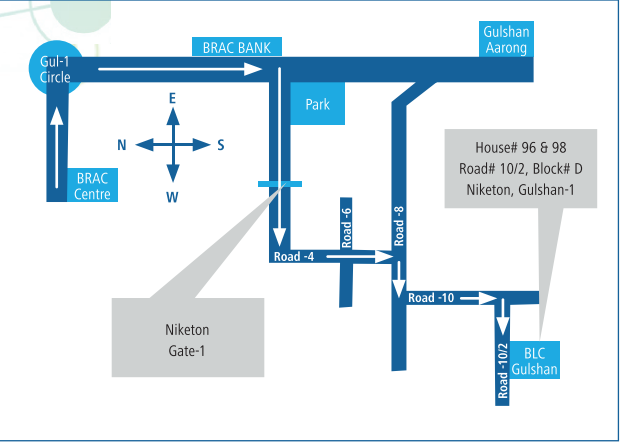 Gulshan
Aarong
BRAC BANK
Gul-1
Circle
Park
E
N
S
W
BRAC
Centre
House# 96 & 98
Road# 10/2, Block# D
Niketon, Gulshan-1
Road -6
Road -8
Road -4
Road -10
Niketon
Gate-1
Road -10/2
BLC
Gulshan